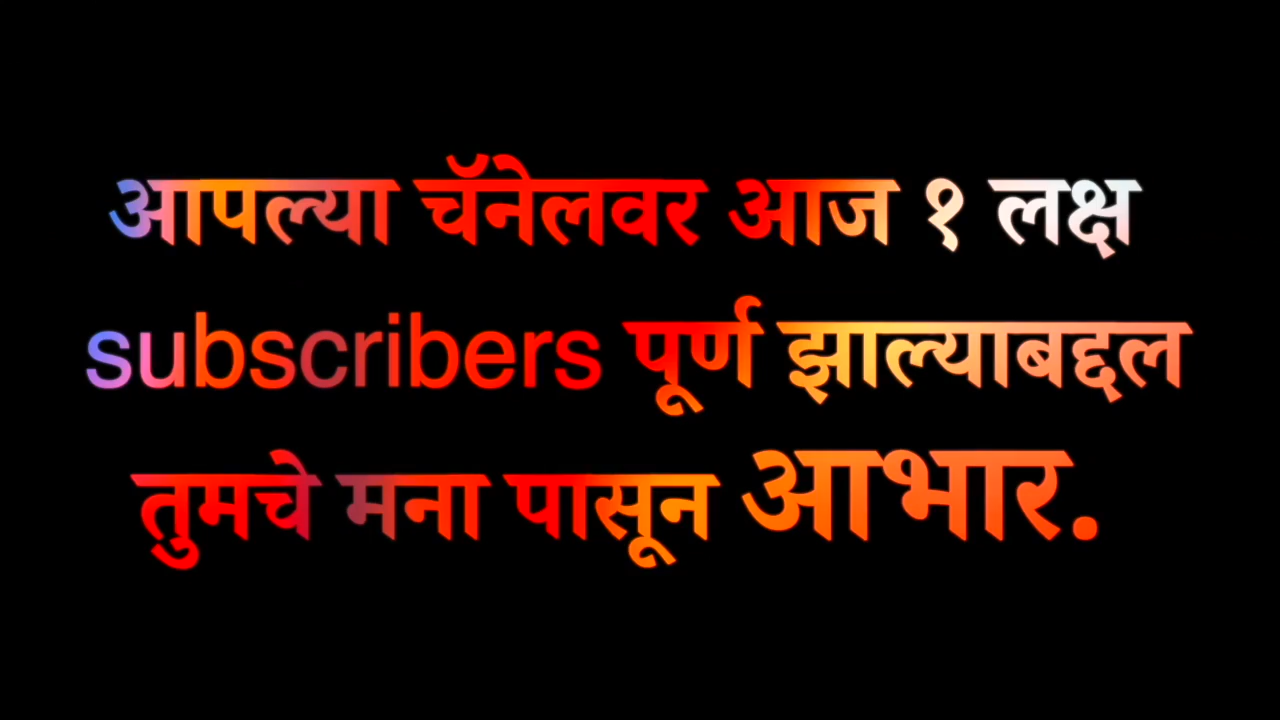 आपल्या चॅनेलवर आज १ लक्ष
subscribers पूर्ण झाल्याबद्दल
तुमचे मना पासून आभार.